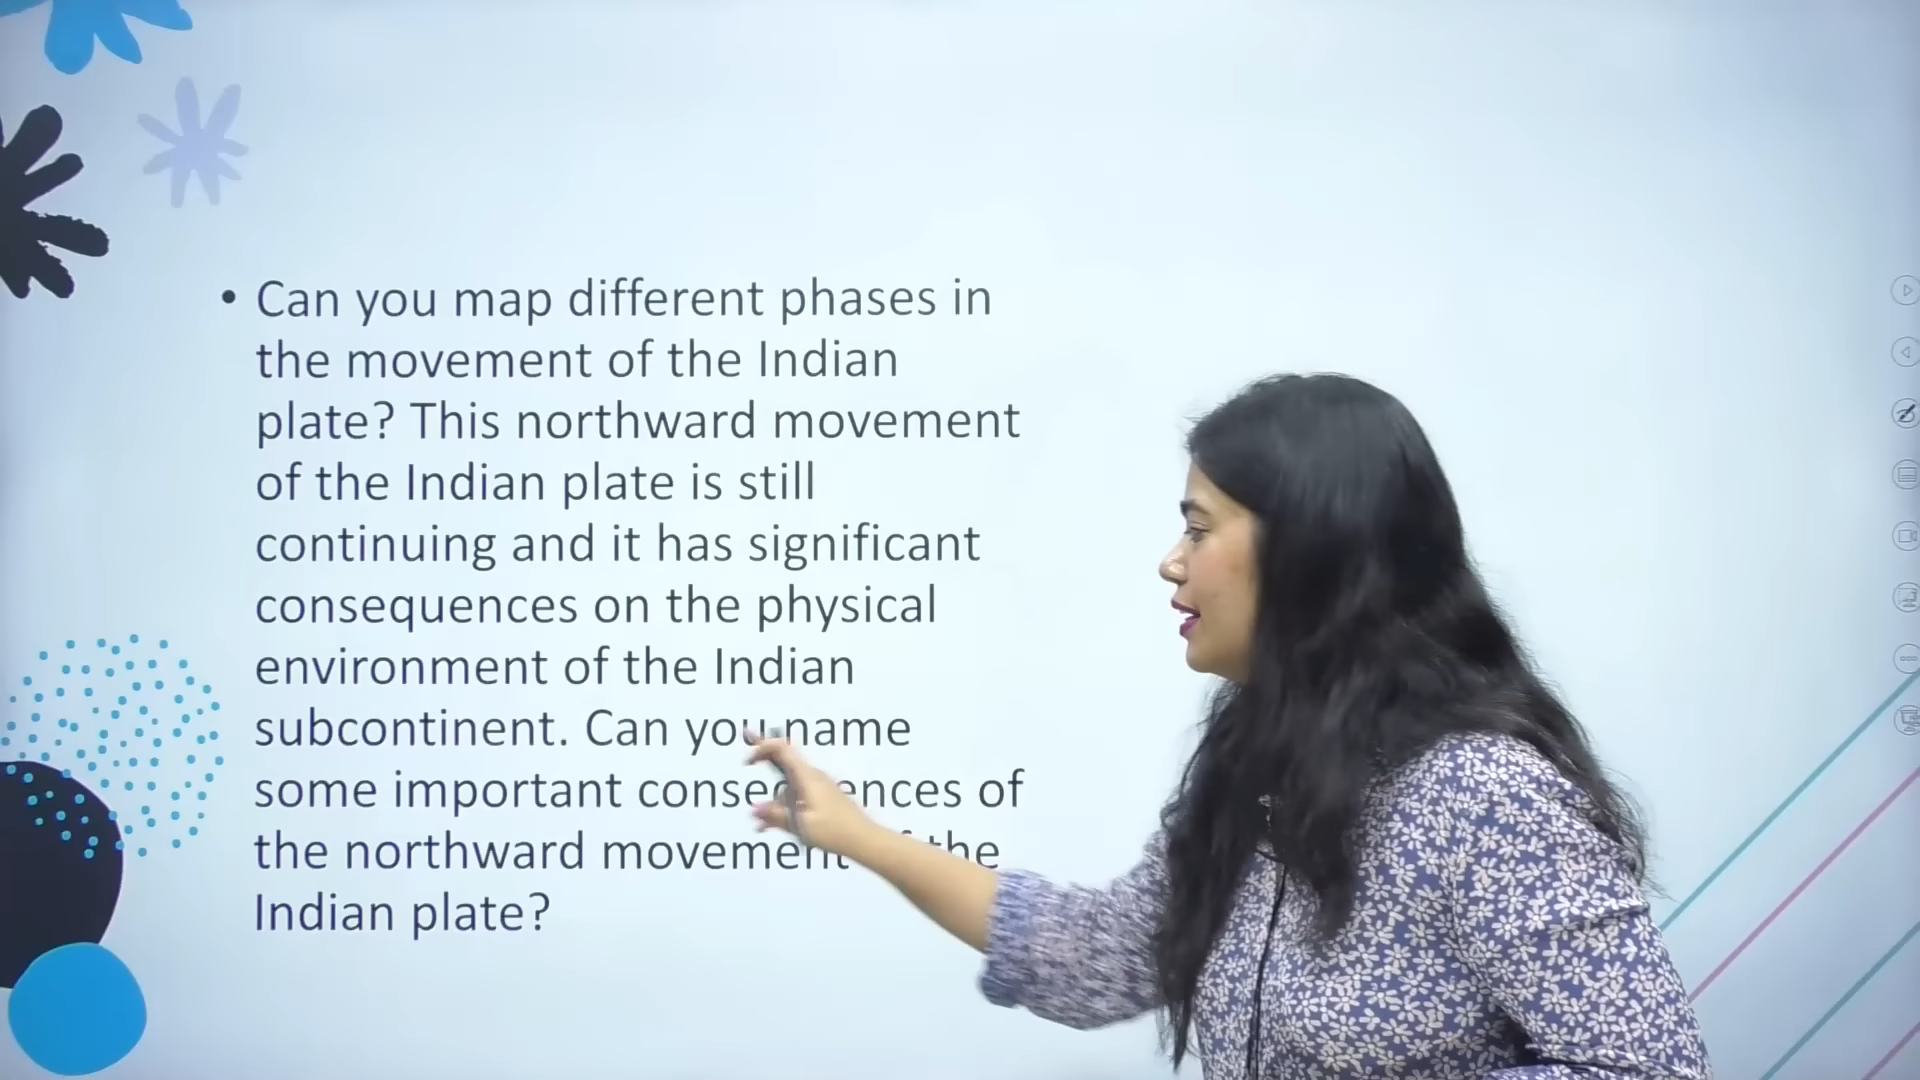 • Can you map different phases in
the movement of the Indian
plate? This northward movement
of the Indian plate is still
continuing and it has significant
consequences on the physical
environment of the Indian
subcontinent. Can you name
some important consequences of
the northward movement of the
Indian plate?